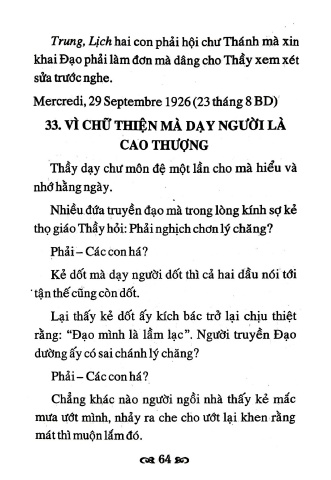 Trung, Lịch hai con phải hội chư Thánh mà xin
khai Đạo phải làm đơn mà dâng cho Thầy xem xét
sửa trước nghe.
Mercredi, 29 Septembre 1926 (23 tháng 8 BD)
33. VÌ CHỮ THIỆN MÀ DẠY NGƯỜI LÀ
CAO THƯỢNG
Thầy dạy chư môn đệ một lần cho mà hiểu và
nhớ hằng ngày.
Nhiều đứa truyền đạo mà trong lòng kính sợ kẻ
thọ giáo Thầy hỏi: Phải nghịch chơn lý chăng?
Phải – Các con há?
Kẻ dốt mà dạy người dốt thì cả hai dầu nói tới
tận thế cũng còn dốt.
Lại thấy kẻ dốt ấy kích bác trở lại chịu thiệt
rằng: “Đạo mình là lầm lạc”. Người truyền Đạo
dường ấy có sai chánh lý chăng?
Phải – Các con há?
Chẳng khác nào người ngồi nhà thấy kẻ mắc
mưa ướt mình, nhảy ra che cho ướt lại khen rằng
mát thì muộn lắm đó.
64